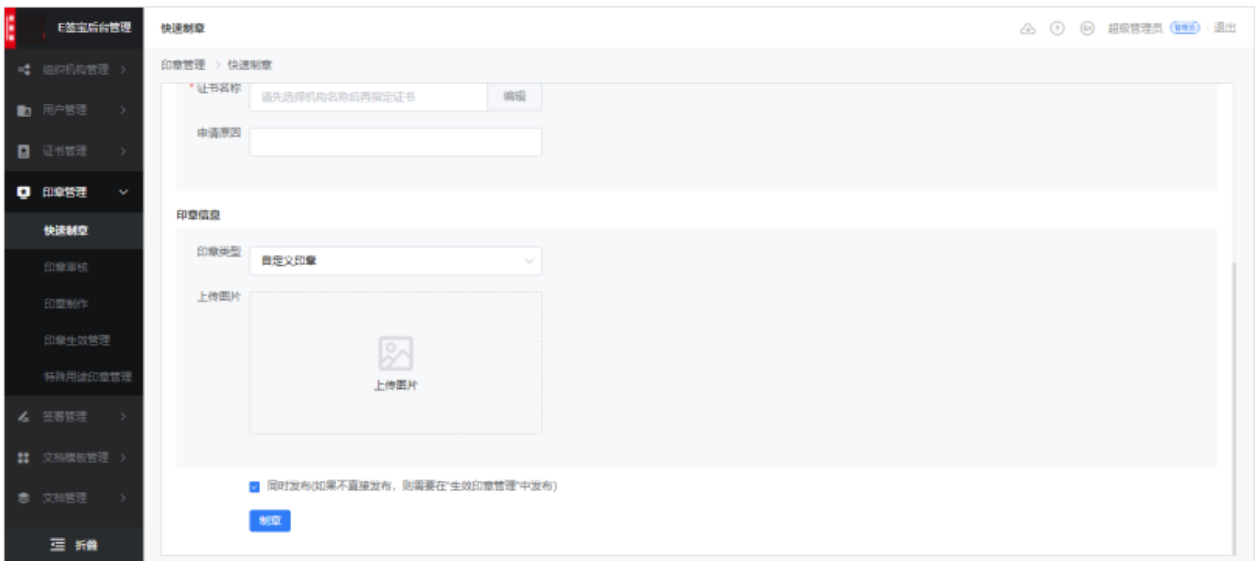 E签宝后台管理
快速制章
超级管理员
管理员
退出
组织机构管理
用户管理
证书管理
印章管理
快速制章
印章审核
印章制作
印章生效管理
特殊用途印章管理
签署管理
文档模板管理
文档管理
折叠
印章管理 > 快速制章
* 证书名称
请先选择机构名称后再指定证书
编辑
申请原因
印章信息
印章类型
自定义印章
上传图片
上传图片
同时发布(如果不直接发布，则需要在"生效印章管理"中发布)
制章